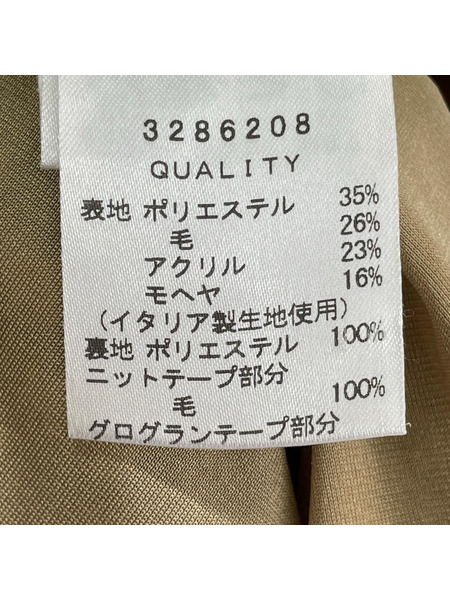 3286208
QUALITY
表地 ポリエステル 35%
毛 26%
アクリル 23%
モヘヤ 16%
(イタリア製生地使用)
裏地 ポリエステル 100%
ニットテープ部分
毛 100%
グログランテープ部分